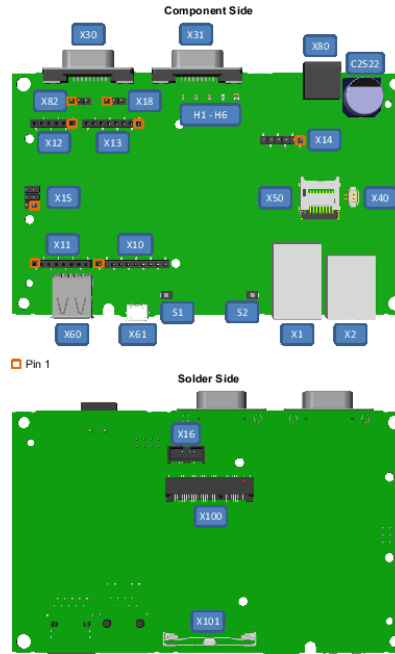 Component Side
X30 X31
X80
C2522
X82 X18
H1 - H6
X12 X13
X14
X15
X50 X40
X11 X10
S1 S2
X60 X61
X1 X2
Pin 1
Solder Side
X16
X100
X101